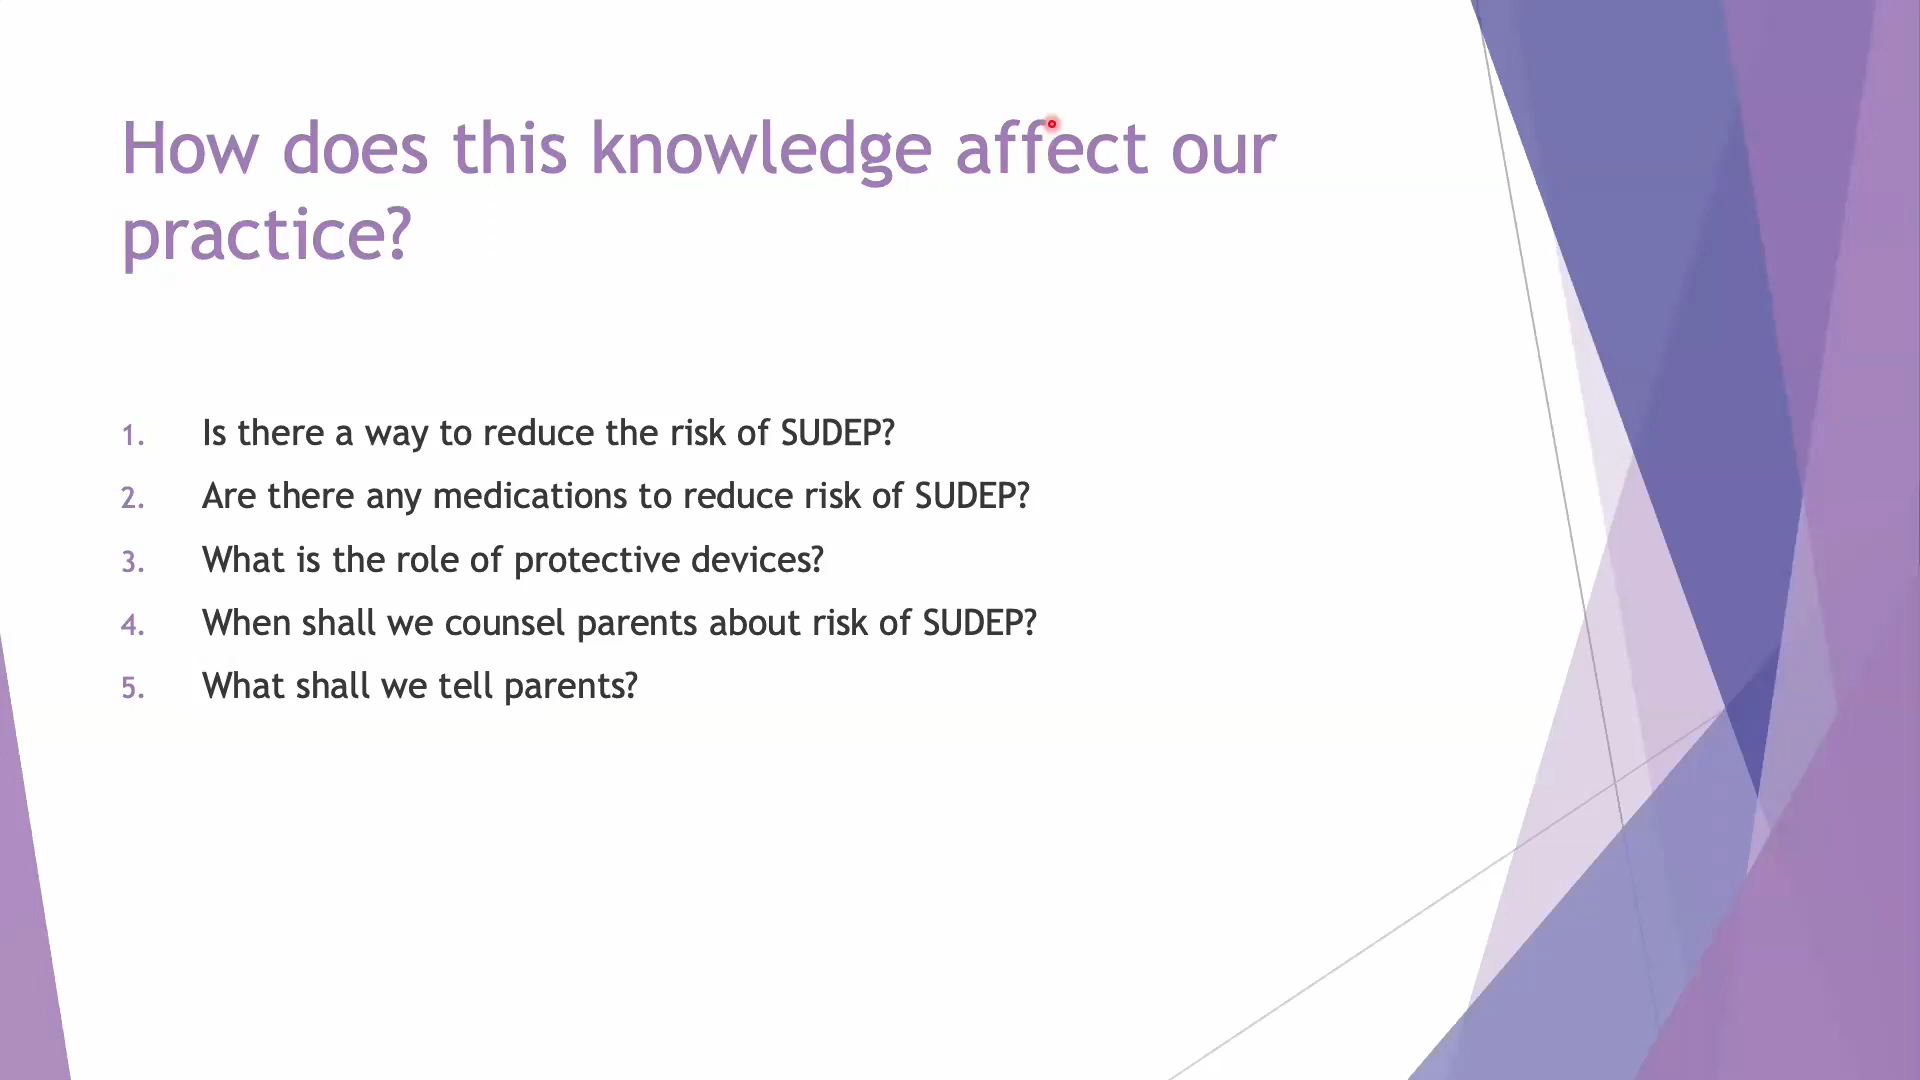 How does this knowledge affect our
practice?
1. Is there a way to reduce the risk of SUDEP?
2. Are there any medications to reduce risk of SUDEP?
3. What is the role of protective devices?
4. When shall we counsel parents about risk of SUDEP?
5. What shall we tell parents?